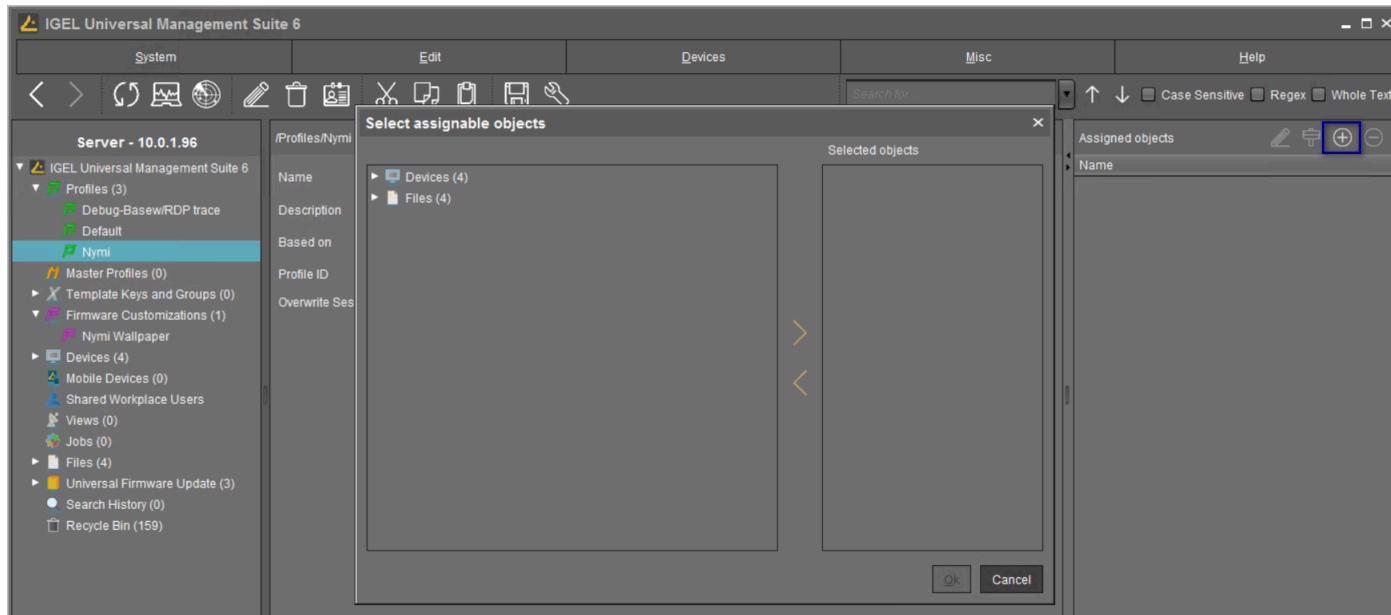 IGEL Universal Management Suite 6
System Edit Devices Misc Help
Search for...
Case Sensitive Regex Whole Text
Server - 10.0.1.96
IGEL Universal Management Suite 6
Profiles (3)
Debug-Basew/RDP trace
Default
Nymi
Master Profiles (0)
Template Keys and Groups (0)
Firmware Customizations (1)
Nymi Wallpaper
Devices (4)
Mobile Devices (0)
Shared Workplace Users
Views (0)
Jobs (0)
Files (4)
Universal Firmware Update (3)
Search History (0)
Recycle Bin (159)
/Profiles/Nymi
Name
Description
Based on
Profile ID
Overwrite Ses
Select assignable objects
Devices (4)
Files (4)
Selected objects
Ok Cancel
Assigned objects
Name